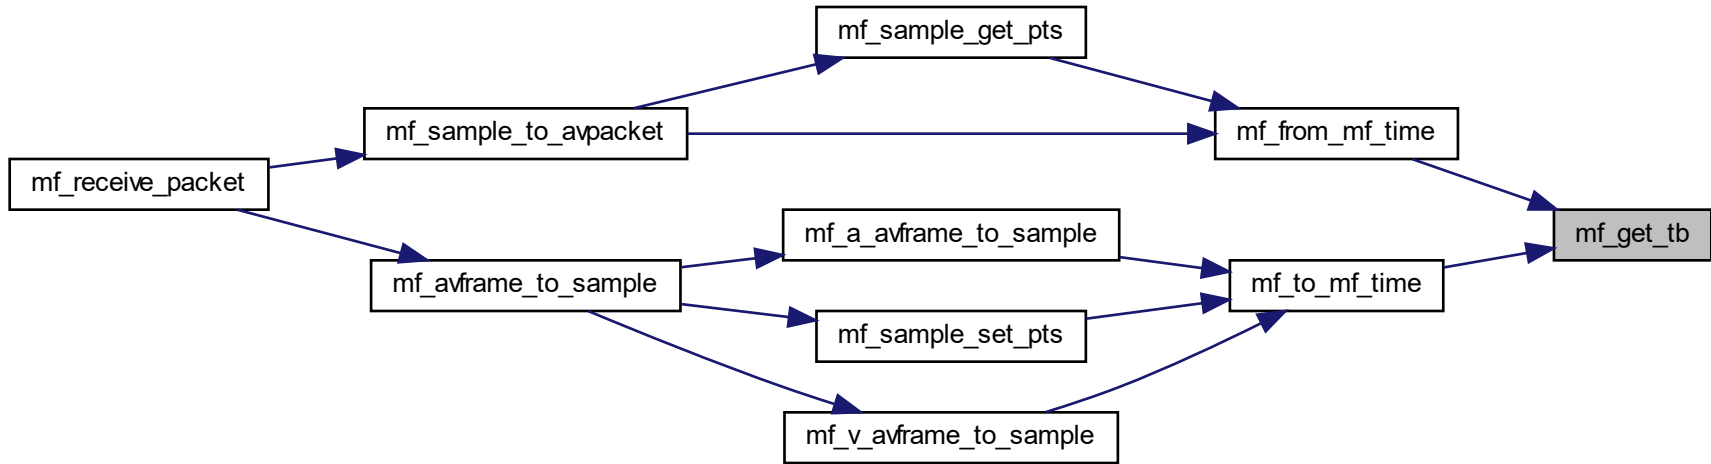 mf_sample_get_pts
mf_sample_to_avpacket
mf_from_mf_time
mf_receive_packet
mf_a_avframe_to_sample
mf_get_tb
mf_avframe_to_sample
mf_to_mf_time
mf_sample_set_pts
mf_v_avframe_to_sample